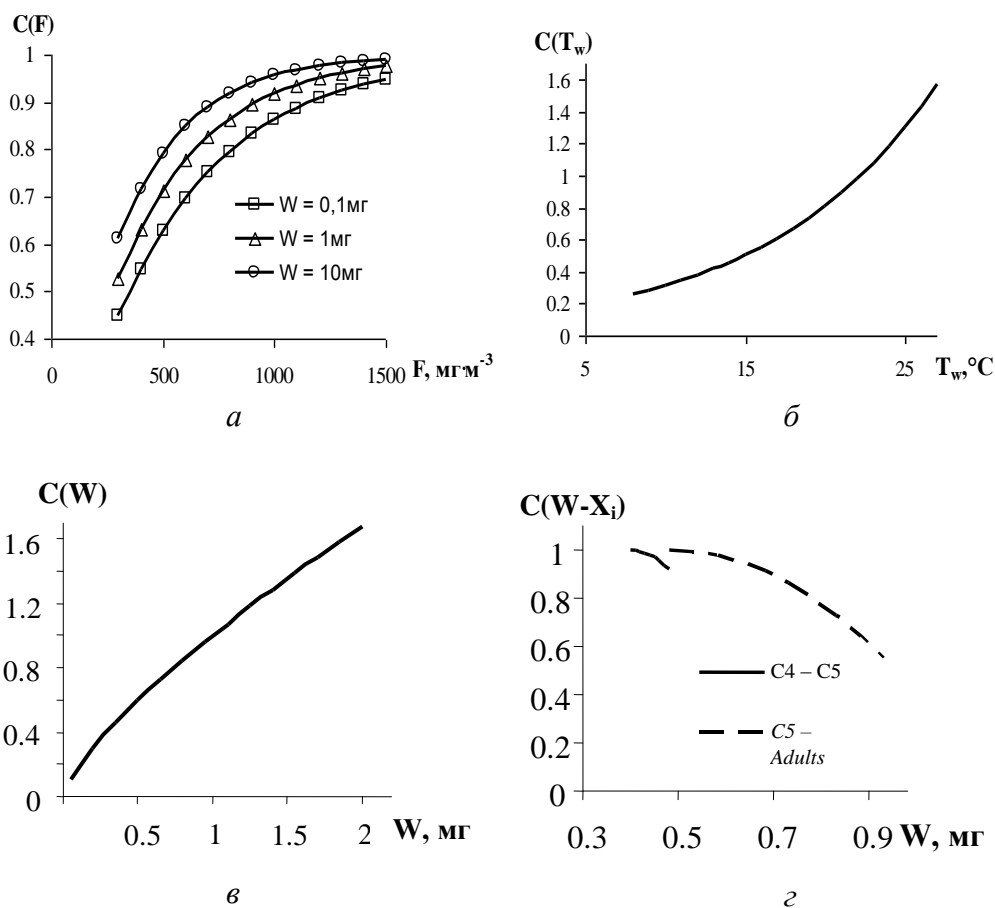 C(F)
1
0.9
0.8
0.7
0.6
0.5
0.4
W = 0,1мг
W = 1мг
W = 10мг
0 500 1000 1500 F, мг·м-3
а
C(Tw)
1.6
1.4
1.2
1
0.8
0.6
0.4
0.2
0
5 15 25 Tw,°C
б
C(W)
1.6
1.2
0.8
0.4
0
0.5 1 1.5 2 W, мг
в
C(W-Xi)
1
0.8
0.6
0.4
0.2
0
C4 – C5
C5 –
Adults
0.3 0.5 0.7 0.9 W, мг
г